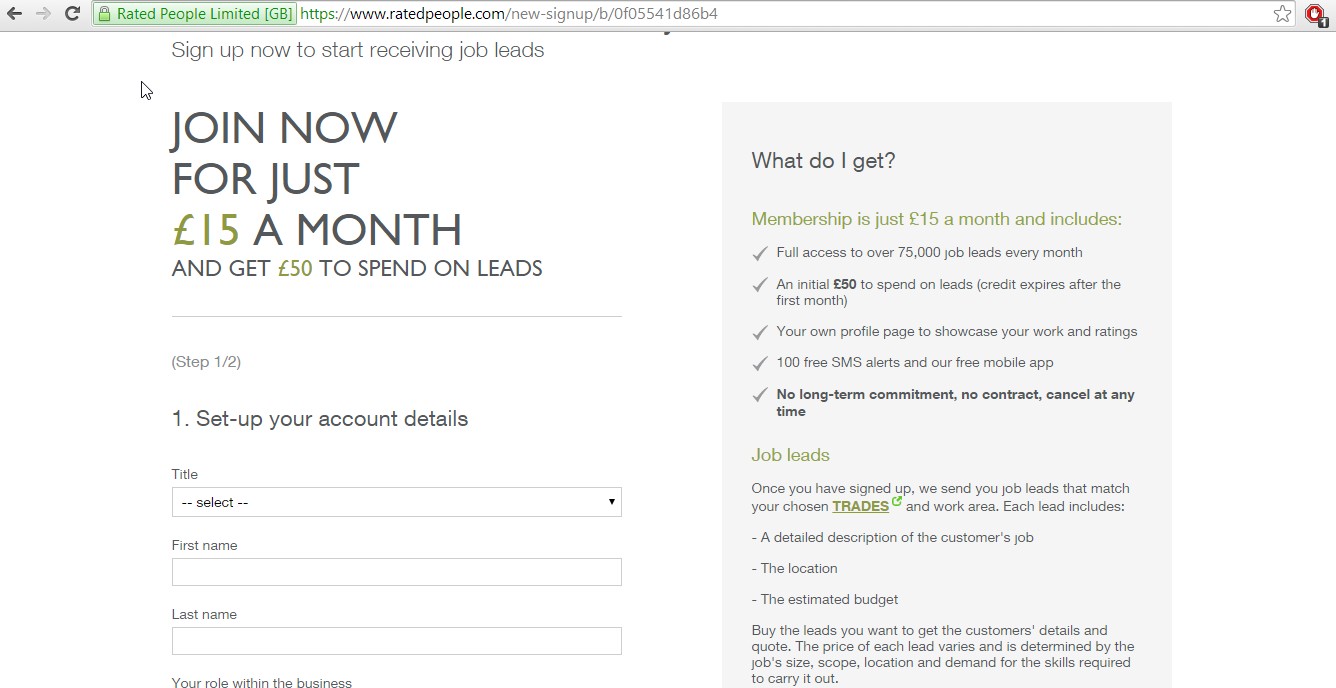 Rated People Limited [GB] https://www.ratedpeople.com/new-signup/b/0f05541d86b4
1
Sign up now to start receiving job leads
JOIN NOW
FOR JUST
£15 A MONTH
AND GET £50 TO SPEND ON LEADS
(Step 1/2)
1. Set-up your account details
Title
-- select --
First name
Last name
Your role within the business
What do I get?
Membership is just £15 a month and includes:
Full access to over 75,000 job leads every month
An initial £50 to spend on leads (credit expires after the
first month)
Your own profile page to showcase your work and ratings
100 free SMS alerts and our free mobile app
No long-term commitment, no contract, cancel at any
time
Job leads
Once you have signed up, we send you job leads that match
your chosen TRADES and work area. Each lead includes:
- A detailed description of the customer's job
- The location
- The estimated budget
Buy the leads you want to get the customers' details and
quote. The price of each lead varies and is determined by the
job's size, scope, location and demand for the skills required
to carry it out.